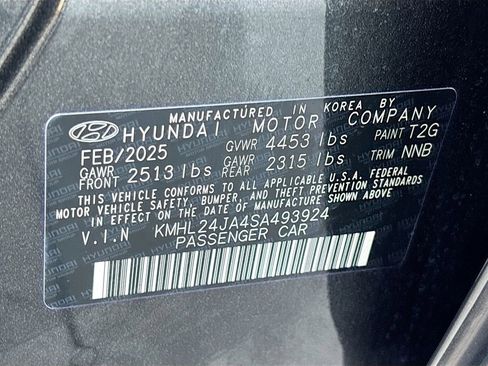 MANUFACTURED IN KOREA BY
HYUNDAI MOTOR COMPANY
FEB/2025 GVWR 4453 lbs PAINT T2G
GAWR FRONT 2513 lbs GAWR REAR 2315 lbs TRIM NNB
THIS VEHICLE CONFORMS TO ALL APPLICABLE U.S.A. FEDERAL
MOTOR VEHICLE SAFETY, BUMPER, AND THEFT PREVENTION STANDARDS
IN EFFECT ON THE DATE OF MANUFACTURE SHOWN ABOVE.
V.I.N KMHL24JA4SA493924
PASSENGER CAR